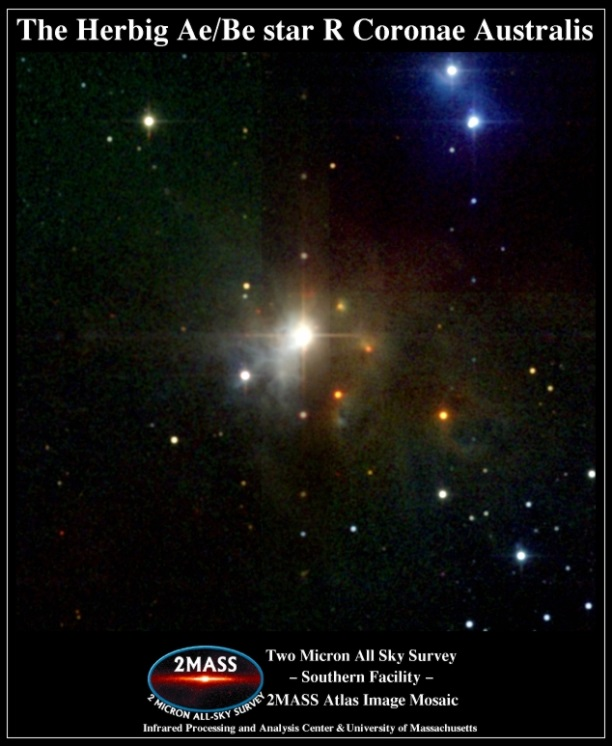 The Herbig Ae/Be star R Coronae Australis
2MASS
2 MICRON ALL-SKY SURVEY
Two Micron All Sky Survey
– Southern Facility –
2MASS Atlas Image Mosaic
Infrared Processing and Analysis Center & University of Massachusetts